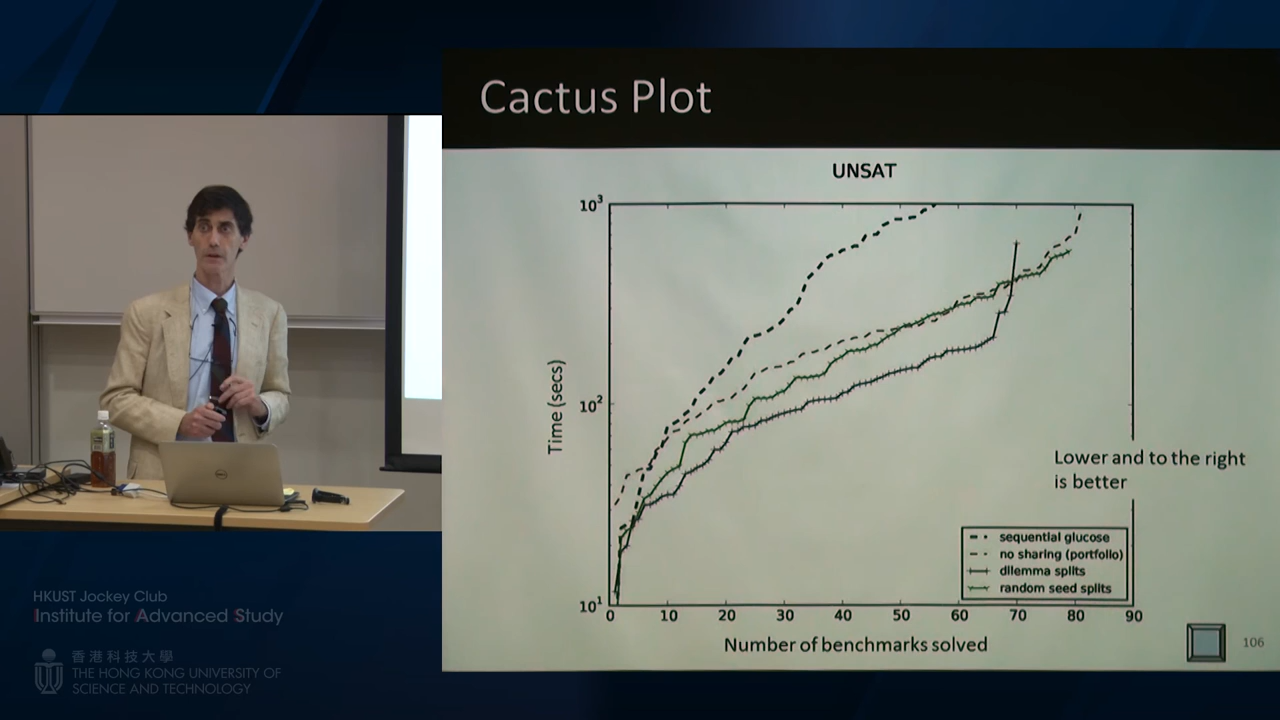 Cactus Plot
UNSAT
10³
10²
10¹
Time (secs)
0 10 20 30 40 50 60 70 80 90
Number of benchmarks solved
Lower and to the right
is better
sequential glucose
no sharing (portfolio)
dilemma splits
random seed splits
106
HKUST Jockey Club
Institute for Advanced Study
香港科技大學
THE HONG KONG UNIVERSITY OF
SCIENCE AND TECHNOLOGY
DELL